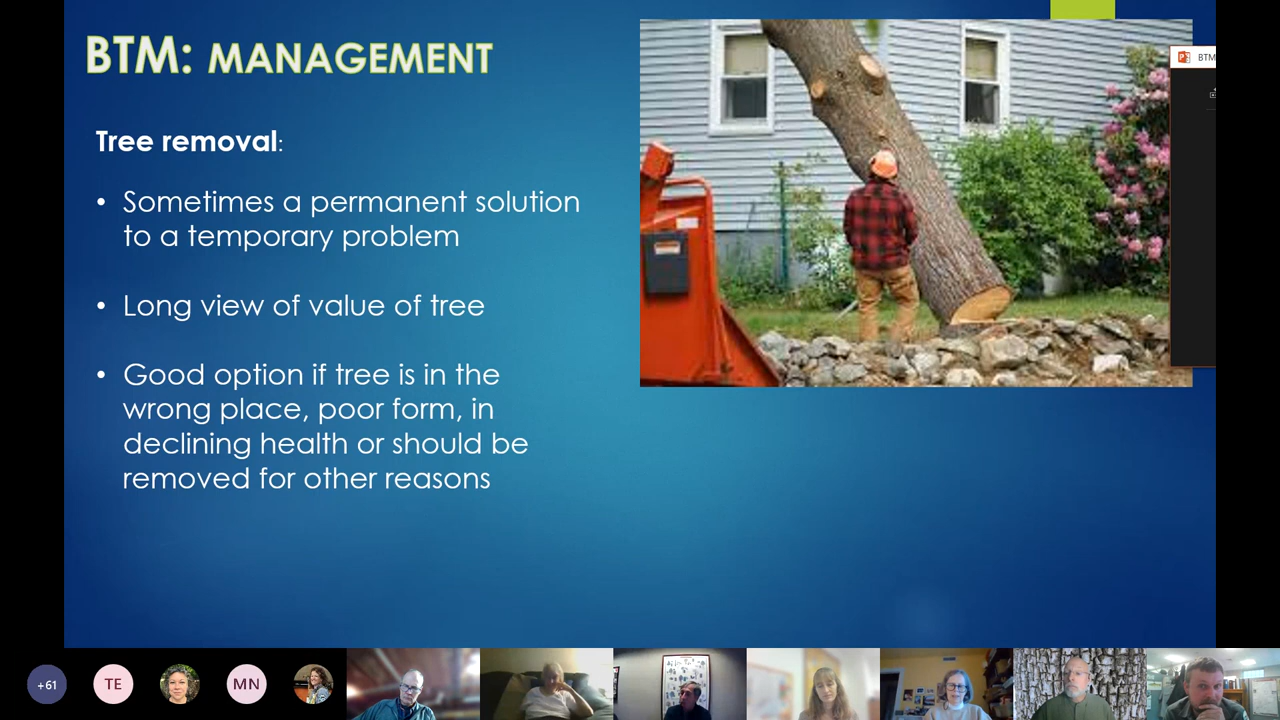 BTM: MANAGEMENT
BTM
Tree removal:
• Sometimes a permanent solution
to a temporary problem
• Long view of value of tree
• Good option if tree is in the
wrong place, poor form, in
declining health or should be
removed for other reasons
+61
TE
MN